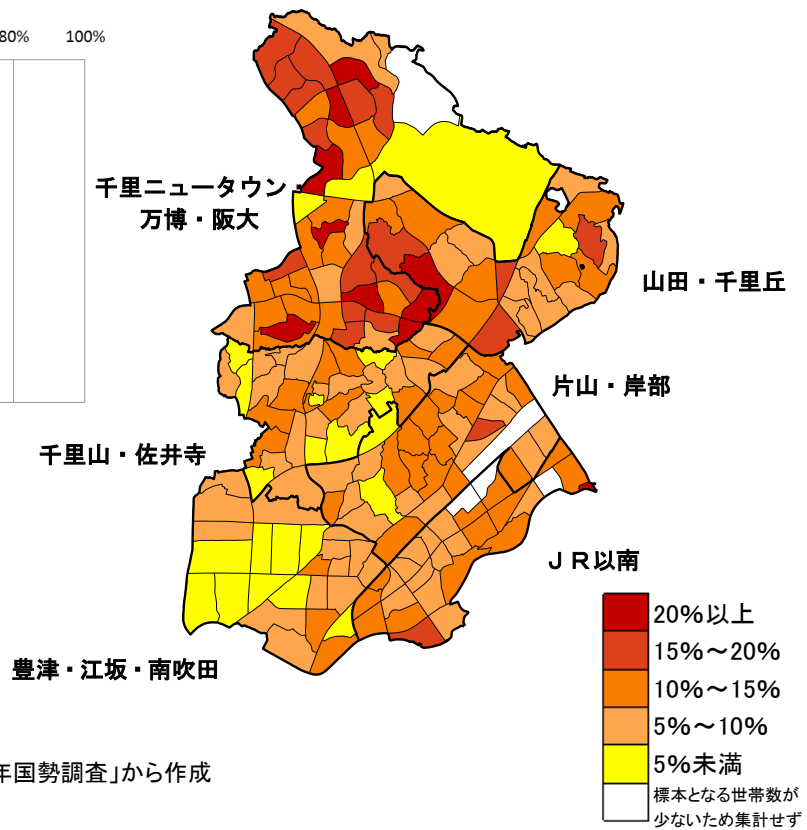 80%
100%
千里ニュータウン・
万博・阪大
山田・千里丘
片山・岸部
千里山・佐井寺
ＪＲ以南
豊津・江坂・南吹田
20%以上
15%～20%
10%～15%
5%～10%
5%未満
標本となる世帯数が
少ないため集計せず
年国勢調査」から作成